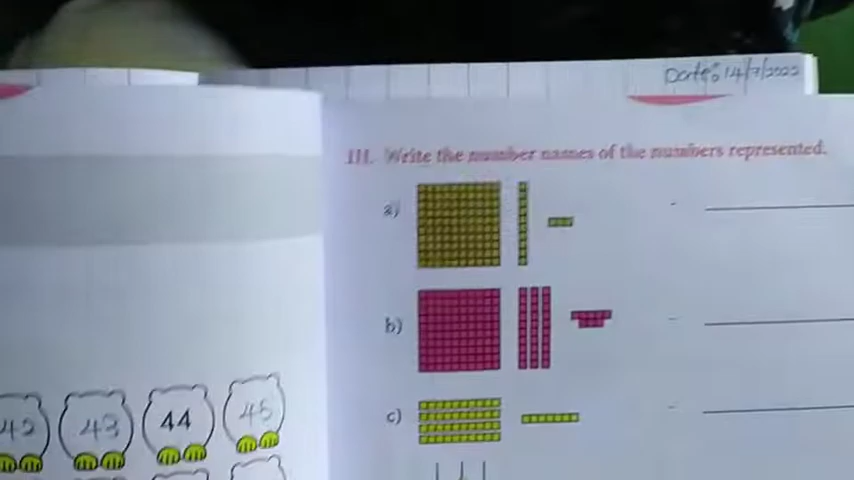 Date: 14/7/2022
III. Write the number names of the numbers represented.
a) -
b) -
c) -
42 43 44 45